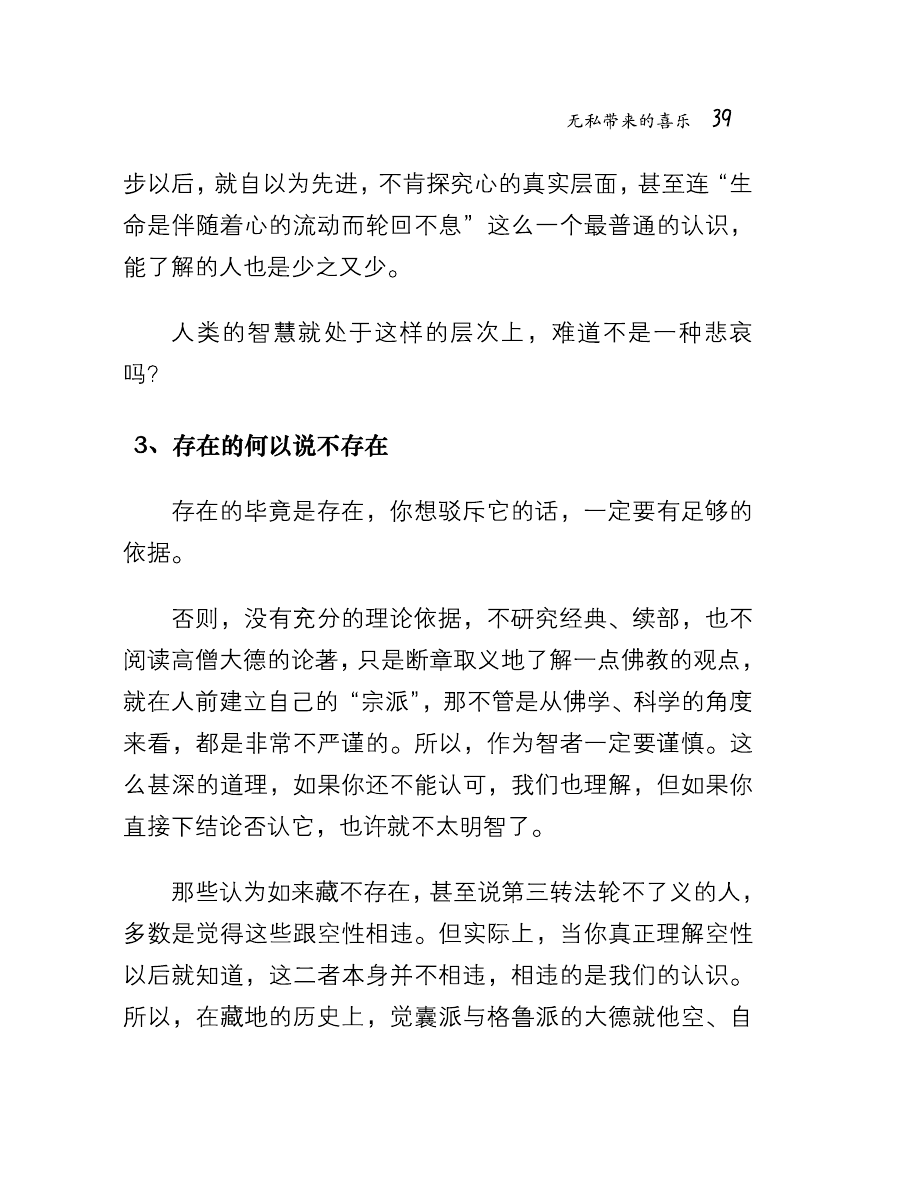 无私带来的喜乐 39
步以后，就自以为先进，不肯探究心的真实层面，甚至连“生
命是伴随着心的流动而轮回不息”这么一个最普通的认识，
能了解的人也是少之又少。
人类的智慧就处于这样的层次上，难道不是一种悲哀
吗？
3、存在的何以说不存在
存在的毕竟是存在，你想驳斥它的话，一定要有足够的
依据。
否则，没有充分的理论依据，不研究经典、续部，也不
阅读高僧大德的论著，只是断章取义地了解一点佛教的观点，
就在人前建立自己的“宗派”，那不管是从佛学、科学的角度
来看，都是非常不严谨的。所以，作为智者一定要谨慎。这
么甚深的道理，如果你还不能认可，我们也理解，但如果你
直接下结论否认它，也许就不太明智了。
那些认为如来藏不存在，甚至说第三转法轮不了义的人，
多数是觉得这些跟空性相违。但实际上，当你真正理解空性
以后就知道，这二者本身并不相违，相违的是我们的认识。
所以，在藏地的历史上，觉囊派与格鲁派的大德就他空、自